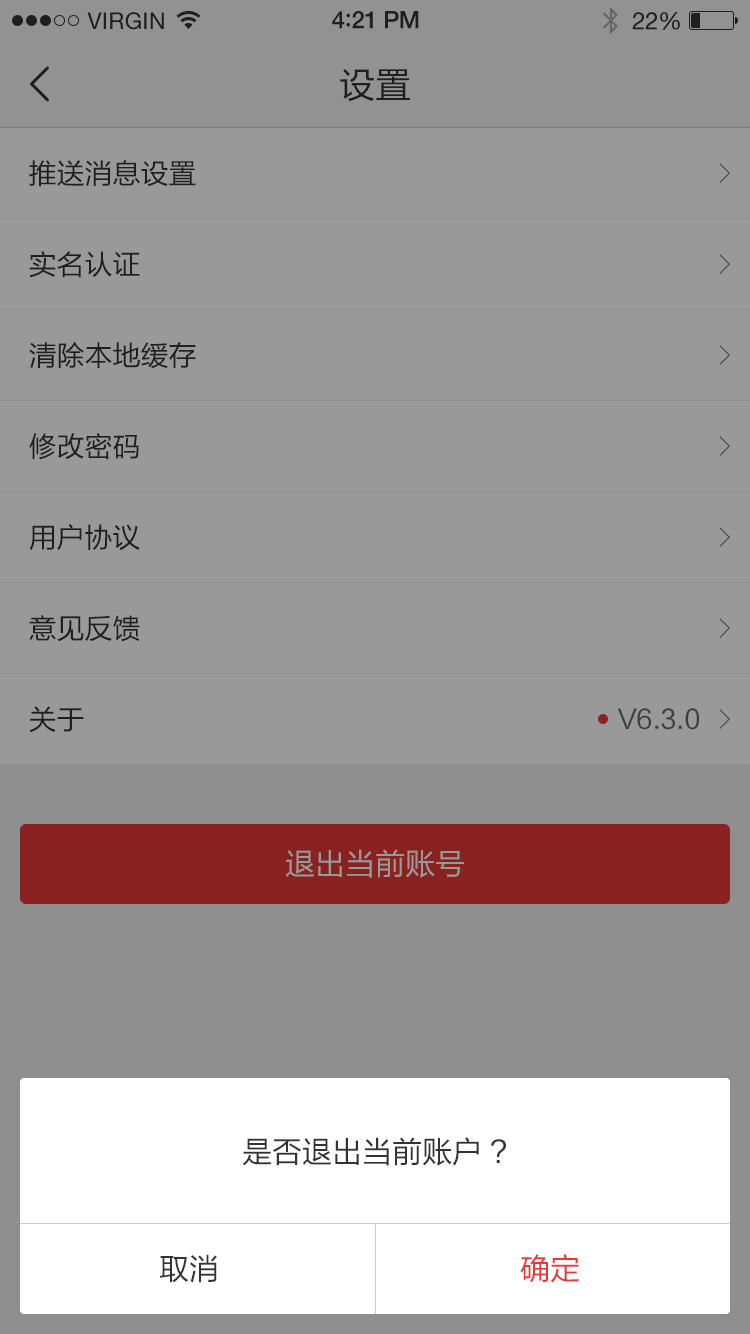 VIRGIN 4:21 PM 22%
设置
推送消息设置
实名认证
清除本地缓存
修改密码
用户协议
意见反馈
关于 V6.3.0
退出当前账号
是否退出当前账户？
取消 确定